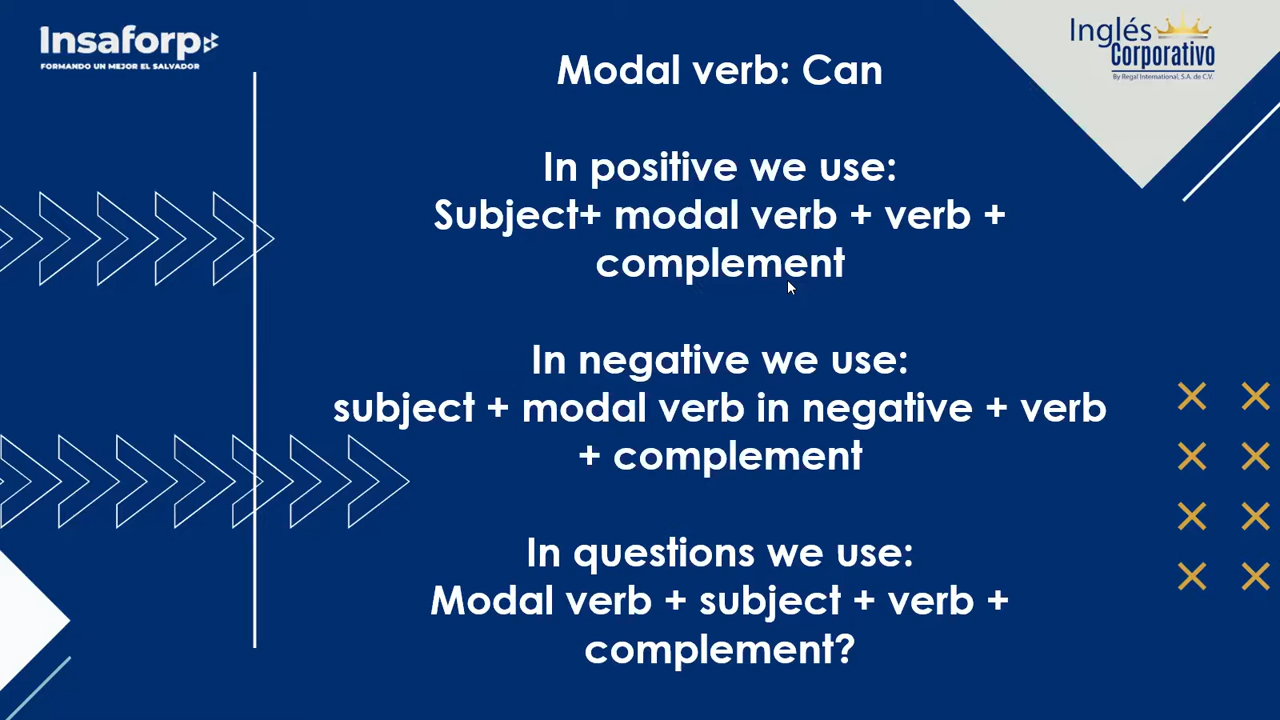 Insaforp
FORMANDO UN MEJOR EL SALVADOR
Inglés
Corporativo
By Regal International, S.A. de C.V.
Modal verb: Can
In positive we use:
Subject+ modal verb + verb +
complement
In negative we use:
subject + modal verb in negative + verb
+ complement
In questions we use:
Modal verb + subject + verb +
complement?